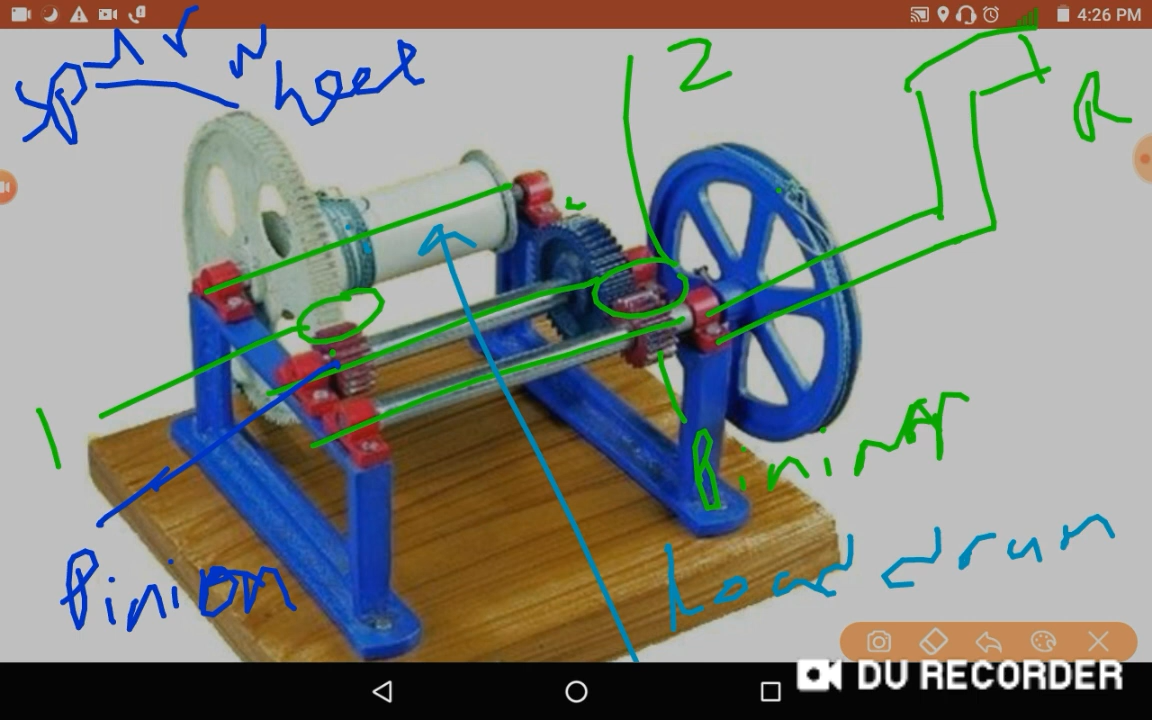 4:26 PM
spur wheel
2
R
1
Pinion
Pinion
Load drum
DU RECORDER